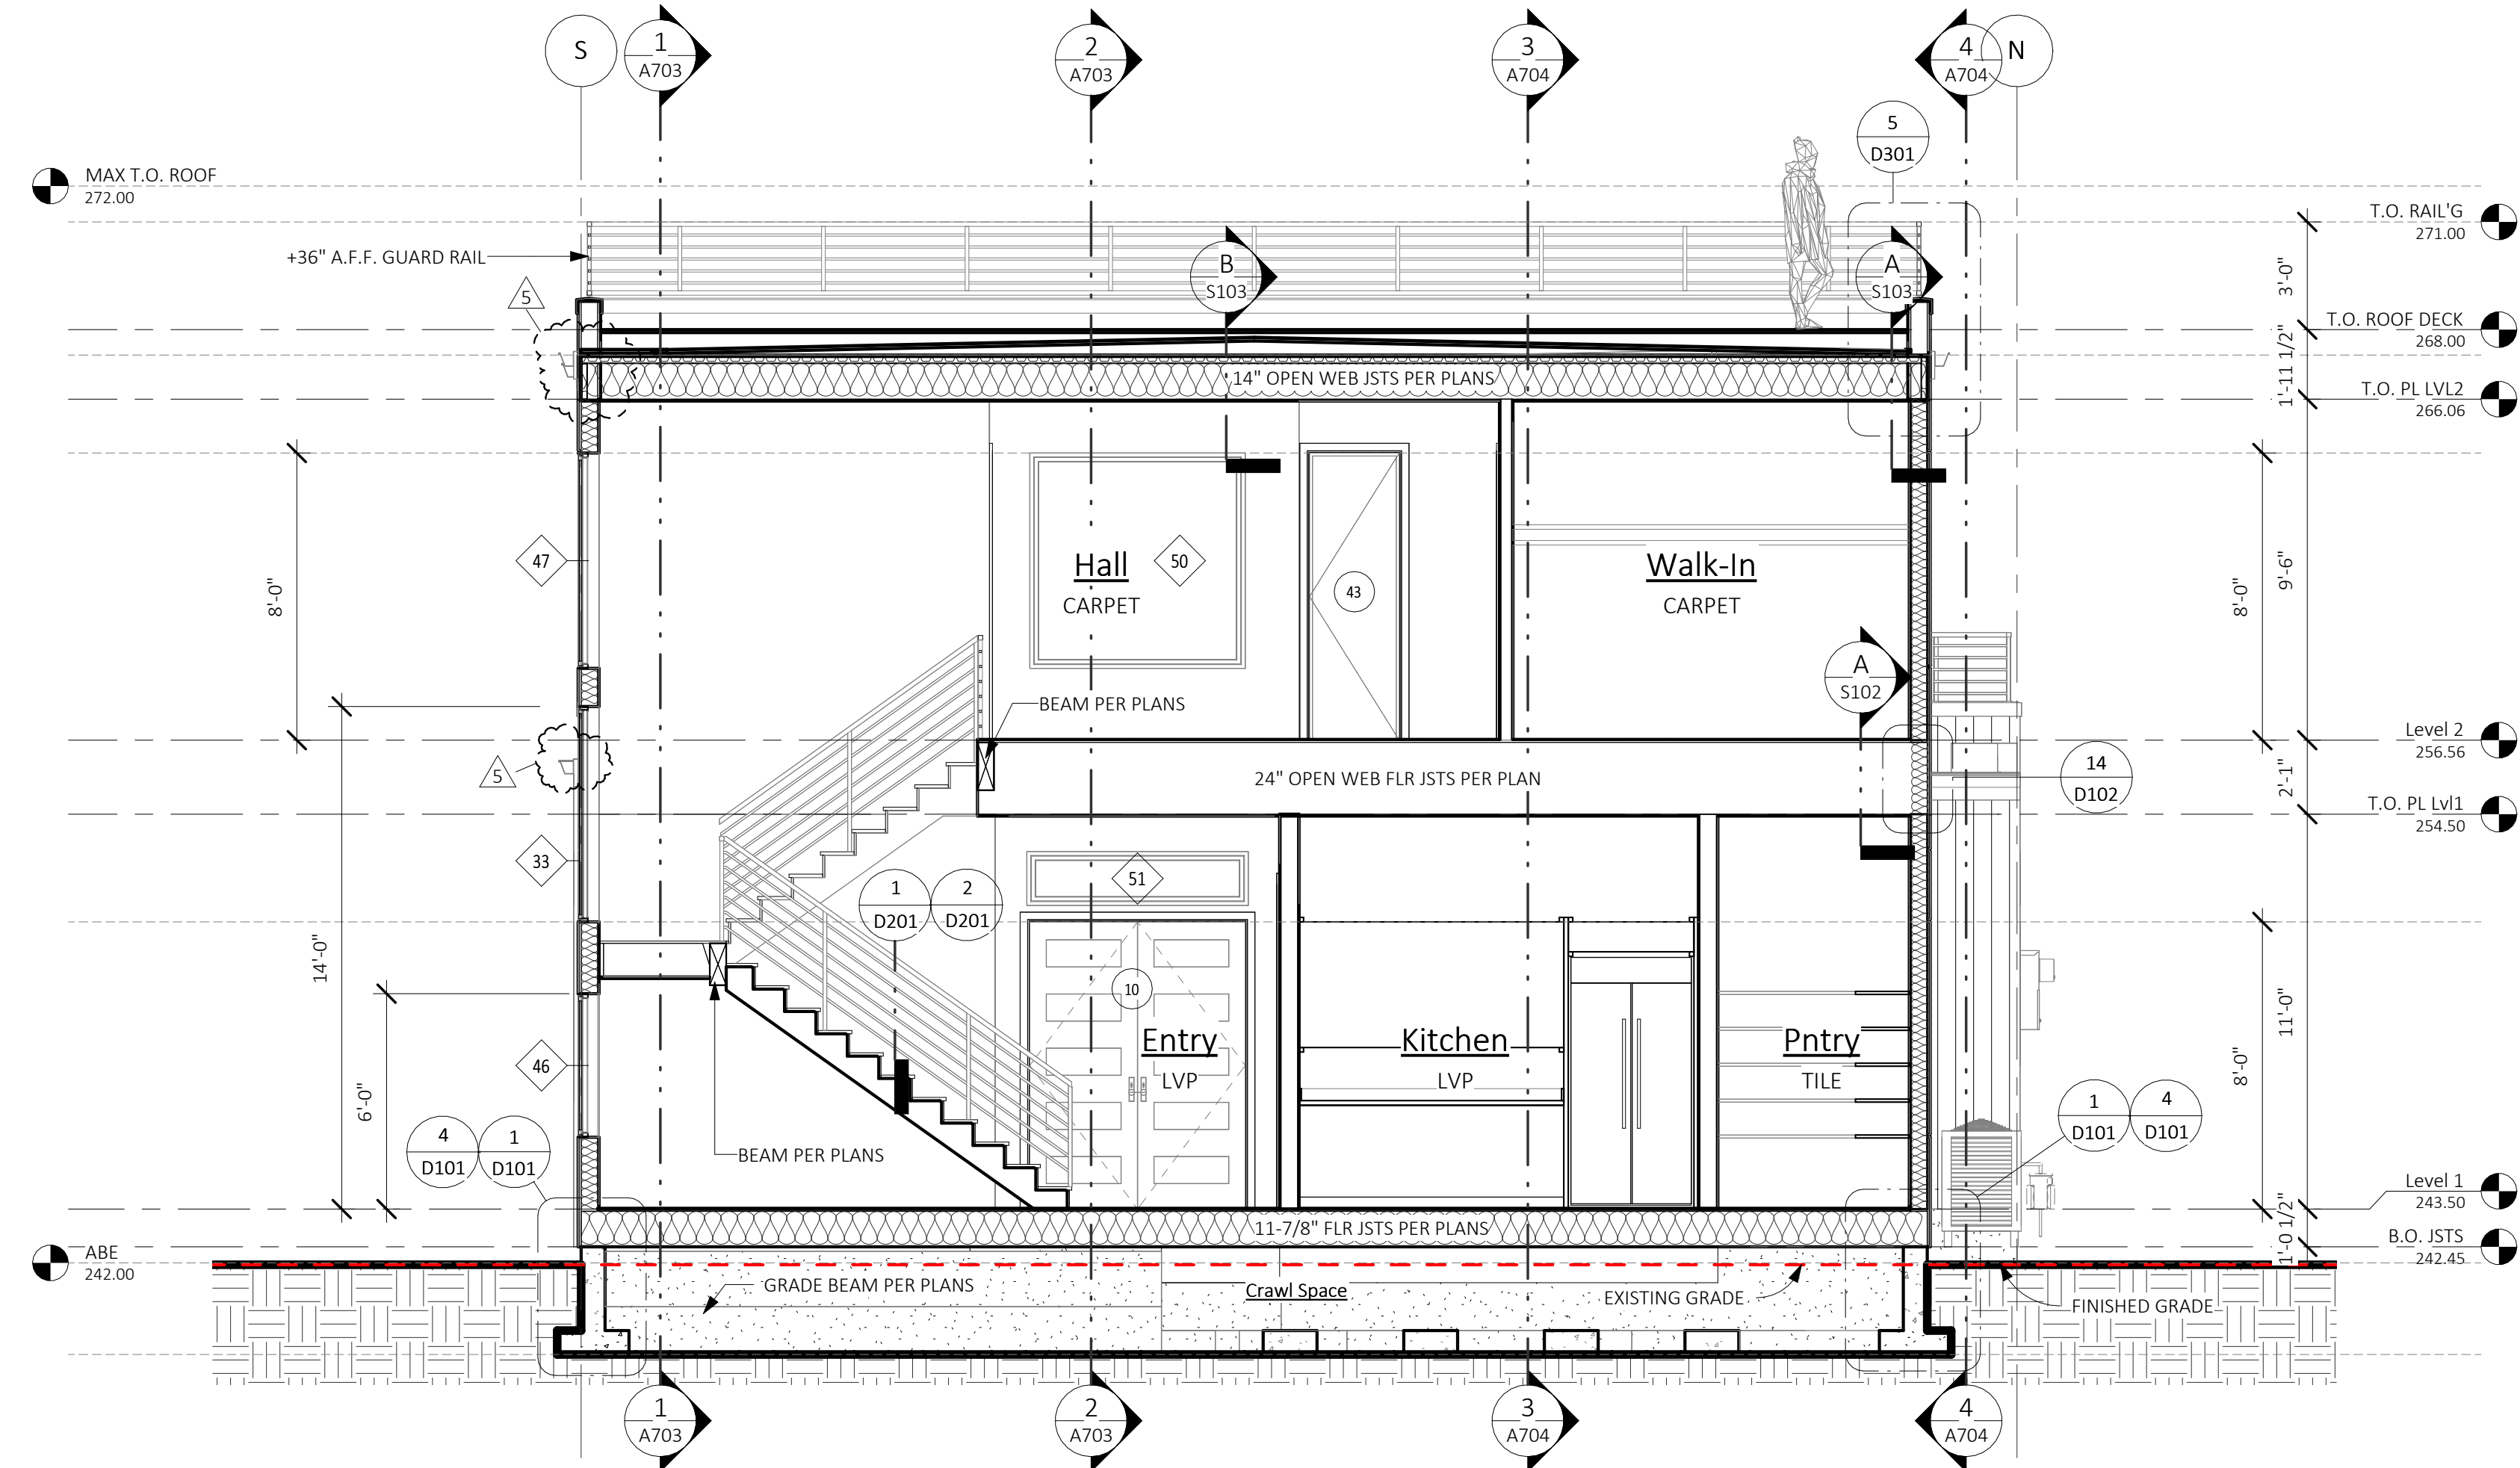 S
1
A703
2
A703
3
A704
4
A704
N
5
D301
MAX T.O. ROOF
272.00
T.O. RAIL'G
271.00
+36" A.F.F. GUARD RAIL
B
S103
A
S103
3'-0"
5
T.O. ROOF DECK
268.00
1'-11 1/2"
14" OPEN WEB JSTS PER PLANS
T.O. PL LVL2
266.06
47
Hall
CARPET
50
43
Walk-In
CARPET
8'-0"
8'-0"
9'-6"
A
S102
BEAM PER PLANS
Level 2
256.56
5
24" OPEN WEB FLR JSTS PER PLAN
14
D102
2'-1"
T.O. PL Lvl1
254.50
33
51
1
D201
2
D201
14'-0"
10
Entry
LVP
Kitchen
LVP
Pntry
TILE
11'-0"
8'-0"
46
6'-0"
4
D101
1
D101
BEAM PER PLANS
1
D101
4
D101
Level 1
243.50
11-7/8" FLR JSTS PER PLANS
1'-0 1/2"
B.O. JSTS
242.45
ABE
242.00
GRADE BEAM PER PLANS
Crawl Space
EXISTING GRADE
FINISHED GRADE
1
A703
2
A703
3
A704
4
A704